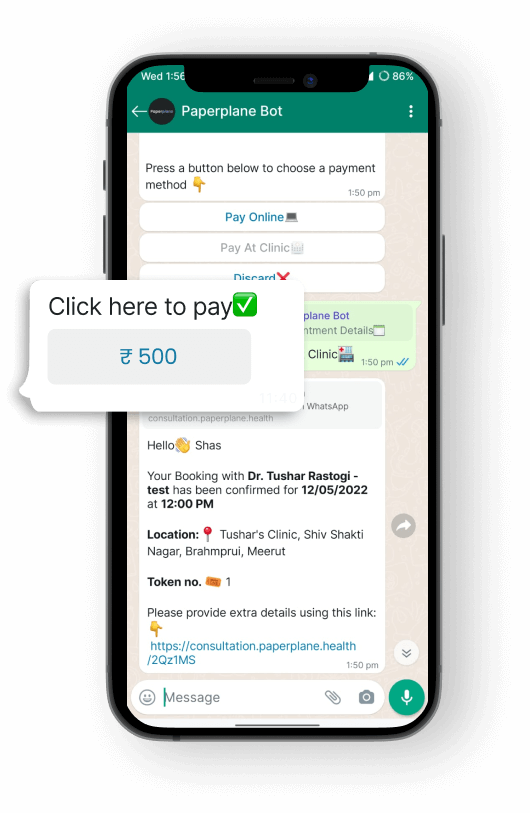 Wed 1:56
86%
Paperplane Bot
Press a button below to choose a payment
method 👇
1:50 pm
Pay Online💻
Pay At Clinic🏥
Discard❌
Click here to pay✅
₹ 500
plane Bot
ntment Details
Clinic🏥
1:50 pm
WhatsApp
consultation.paperplane.health
Hello👋 Shas
Your Booking with Dr. Tushar Rastogi -
test has been confirmed for 12/05/2022
at 12:00 PM
Location:📍 Tushar's Clinic, Shiv Shakti
Nagar, Brahmprui, Meerut
Token no. 🎫 1
Please provide extra details using this link:
👇
https://consultation.paperplane.health
/2Qz1MS
1:50 pm
Message